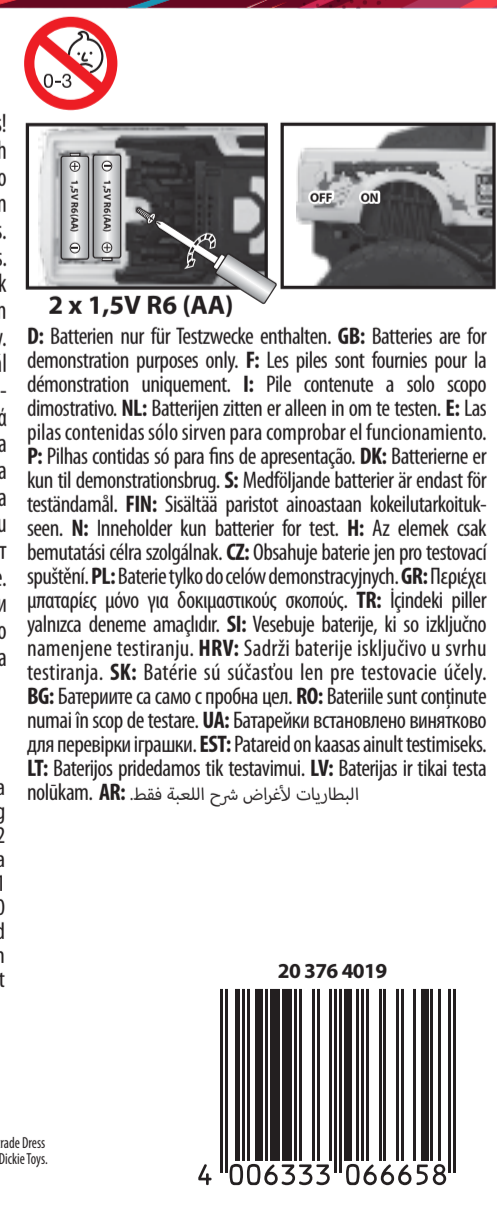 0-3
1,5V R6(AA)
1,5V R6(AA)
OFF
ON
2 x 1,5V R6 (AA)
D: Batterien nur für Testzwecke enthalten. GB: Batteries are for
demonstration purposes only. F: Les piles sont fournies pour la
démonstration uniquement. I: Pile contenute a solo scopo
dimostrativo. NL: Batterijen zitten er alleen in om te testen. E: Las
pilas contenidas sólo sirven para comprobar el funcionamiento.
P: Pilhas contidas só para fins de apresentação. DK: Batterierne er
kun til demonstrationsbrug. S: Medföljande batterier är endast för
teständamål. FIN: Sisältää paristot ainoastaan kokeilutarkoituk-
seen. N: Inneholder kun batterier for test. H: Az elemek csak
bemutatási célra szolgálnak. CZ: Obsahuje baterie jen pro testovací
spuštění. PL: Baterie tylko do celów demonstracyjnych. GR: Περιέχει
μπαταρίες μόνο για δοκιμαστικούς σκοπούς. TR: İçindeki piller
yalnızca deneme amaçlıdır. SI: Vesebuje baterije, ki so izključno
namenjene testiranju. HRV: Sadrži baterije isključivo u svrhu
testiranja. SK: Batérie sú súčasťou len pre testovacie účely.
BG: Батериите са само с пробна цел. RO: Bateriile sunt conținute
numai în scop de testare. UA: Батарейки встановлено винятково
для перевірки іграшки. EST: Patareid on kaasas ainult testimiseks.
LT: Baterijos pridedamos tik testavimui. LV: Baterijas ir tikai testa
nolūkam. AR: البطاريات لأغراض شرح اللعبة فقط.
20 376 4019
4 006333 066658
rade Dress
Dickie Toys.